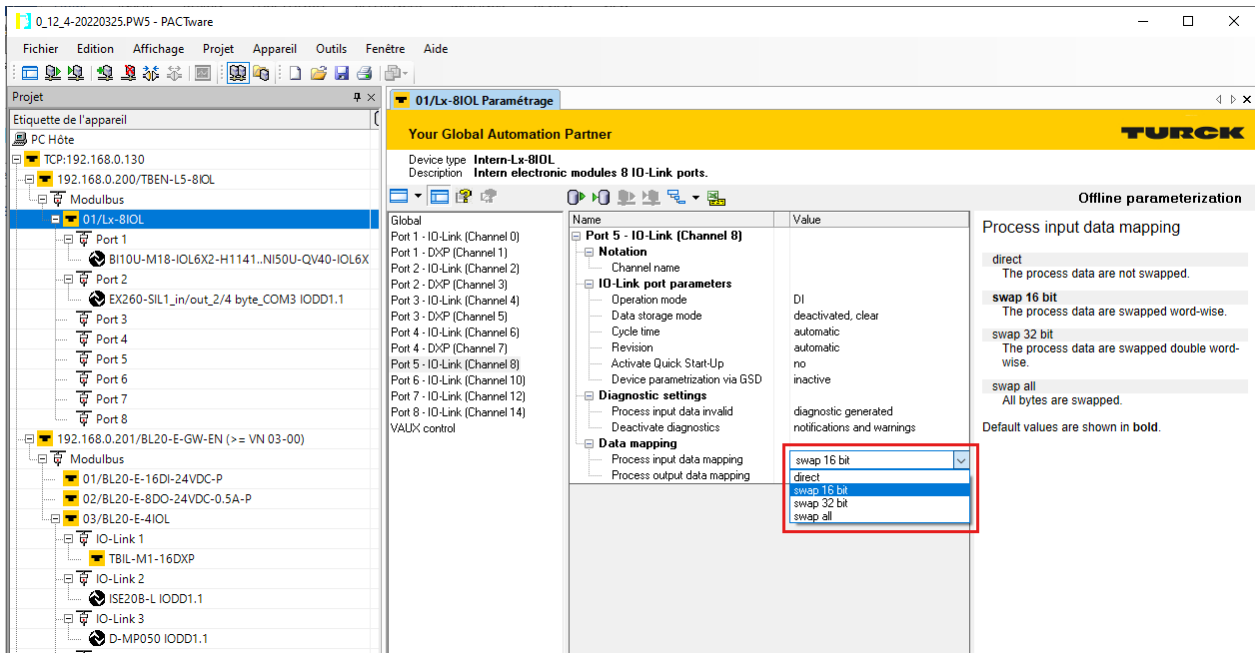 0_12_4-20220325.PW5 - PACTware
Fichier Edition Affichage Projet Appareil Outils Fenêtre Aide
Projet
Etiquette de l'appareil
PC Hôte
TCP:192.168.0.130
192.168.0.200/TBEN-L5-8IOL
Modulbus
01/Lx-8IOL
Port 1
BI10U-M18-IOL6X2-H1141..NI50U-QV40-IOL6X
Port 2
EX260-SIL1_in/out_2/4 byte_COM3 IODD1.1
Port 3
Port 4
Port 5
Port 6
Port 7
Port 8
192.168.0.201/BL20-E-GW-EN (>= VN 03-00)
Modulbus
01/BL20-E-16DI-24VDC-P
02/BL20-E-8DO-24VDC-0.5A-P
03/BL20-E-4IOL
IO-Link 1
TBIL-M1-16DXP
IO-Link 2
ISE20B-L IODD1.1
IO-Link 3
D-MP050 IODD1.1
01/Lx-8IOL Paramétrage
Your Global Automation Partner
TURCK
Device type Intern-Lx-8IOL
Description Intern electronic modules 8 IO-Link ports.
Offline parameterization
Global
Port 1 - IO-Link (Channel 0)
Port 1 - DXP (Channel 1)
Port 2 - IO-Link (Channel 2)
Port 2 - DXP (Channel 3)
Port 3 - IO-Link (Channel 4)
Port 3 - DXP (Channel 5)
Port 4 - IO-Link (Channel 6)
Port 4 - DXP (Channel 7)
Port 5 - IO-Link (Channel 8)
Port 6 - IO-Link (Channel 10)
Port 7 - IO-Link (Channel 12)
Port 8 - IO-Link (Channel 14)
VAUX control
Name Value
Port 5 - IO-Link (Channel 8)
Notation
Channel name
IO-Link port parameters
Operation mode DI
Data storage mode deactivated, clear
Cycle time automatic
Revision automatic
Activate Quick Start-Up no
Device parametrization via GSD inactive
Diagnostic settings
Process input data invalid diagnostic generated
Deactivate diagnostics notifications and warnings
Data mapping
Process input data mapping swap 16 bit
Process output data mapping direct
swap 16 bit
swap 32 bit
swap all
Process input data mapping
direct
The process data are not swapped.
swap 16 bit
The process data are swapped word-wise.
swap 32 bit
The process data are swapped double word-
wise.
swap all
All bytes are swapped.
Default values are shown in bold.